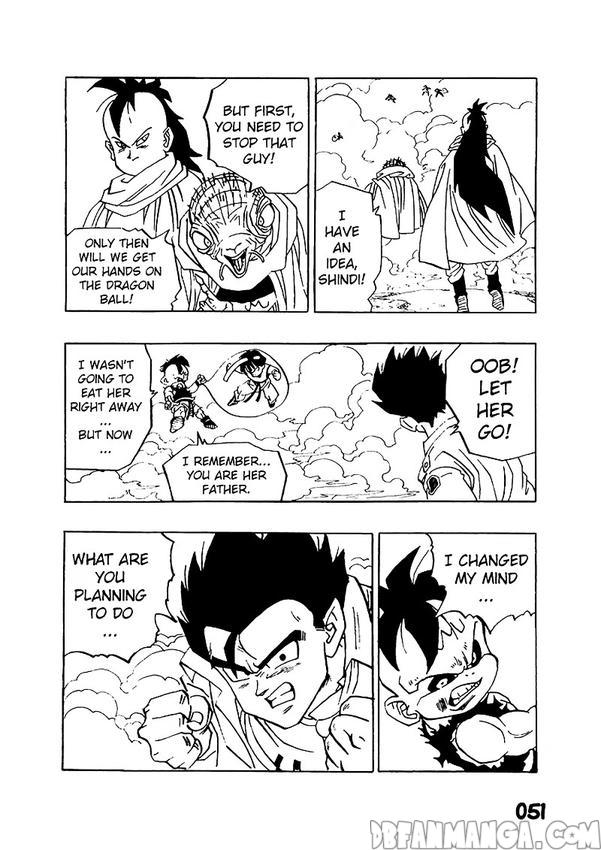 I
HAVE
AN
IDEA,
SHINDI!
BUT FIRST,
YOU NEED TO
STOP THAT
GUY!
ONLY THEN
WILL WE GET
OUR HANDS ON
THE DRAGON
BALL!
OOB!
LET
HER
GO!
I REMEMBER...
YOU ARE HER
FATHER.
I WASN'T
GOING TO
EAT HER
RIGHT AWAY
...
BUT NOW
...
I CHANGED
MY MIND
...
WHAT ARE
YOU
PLANNING
TO DO
...
051
DBFANMANGA.COM